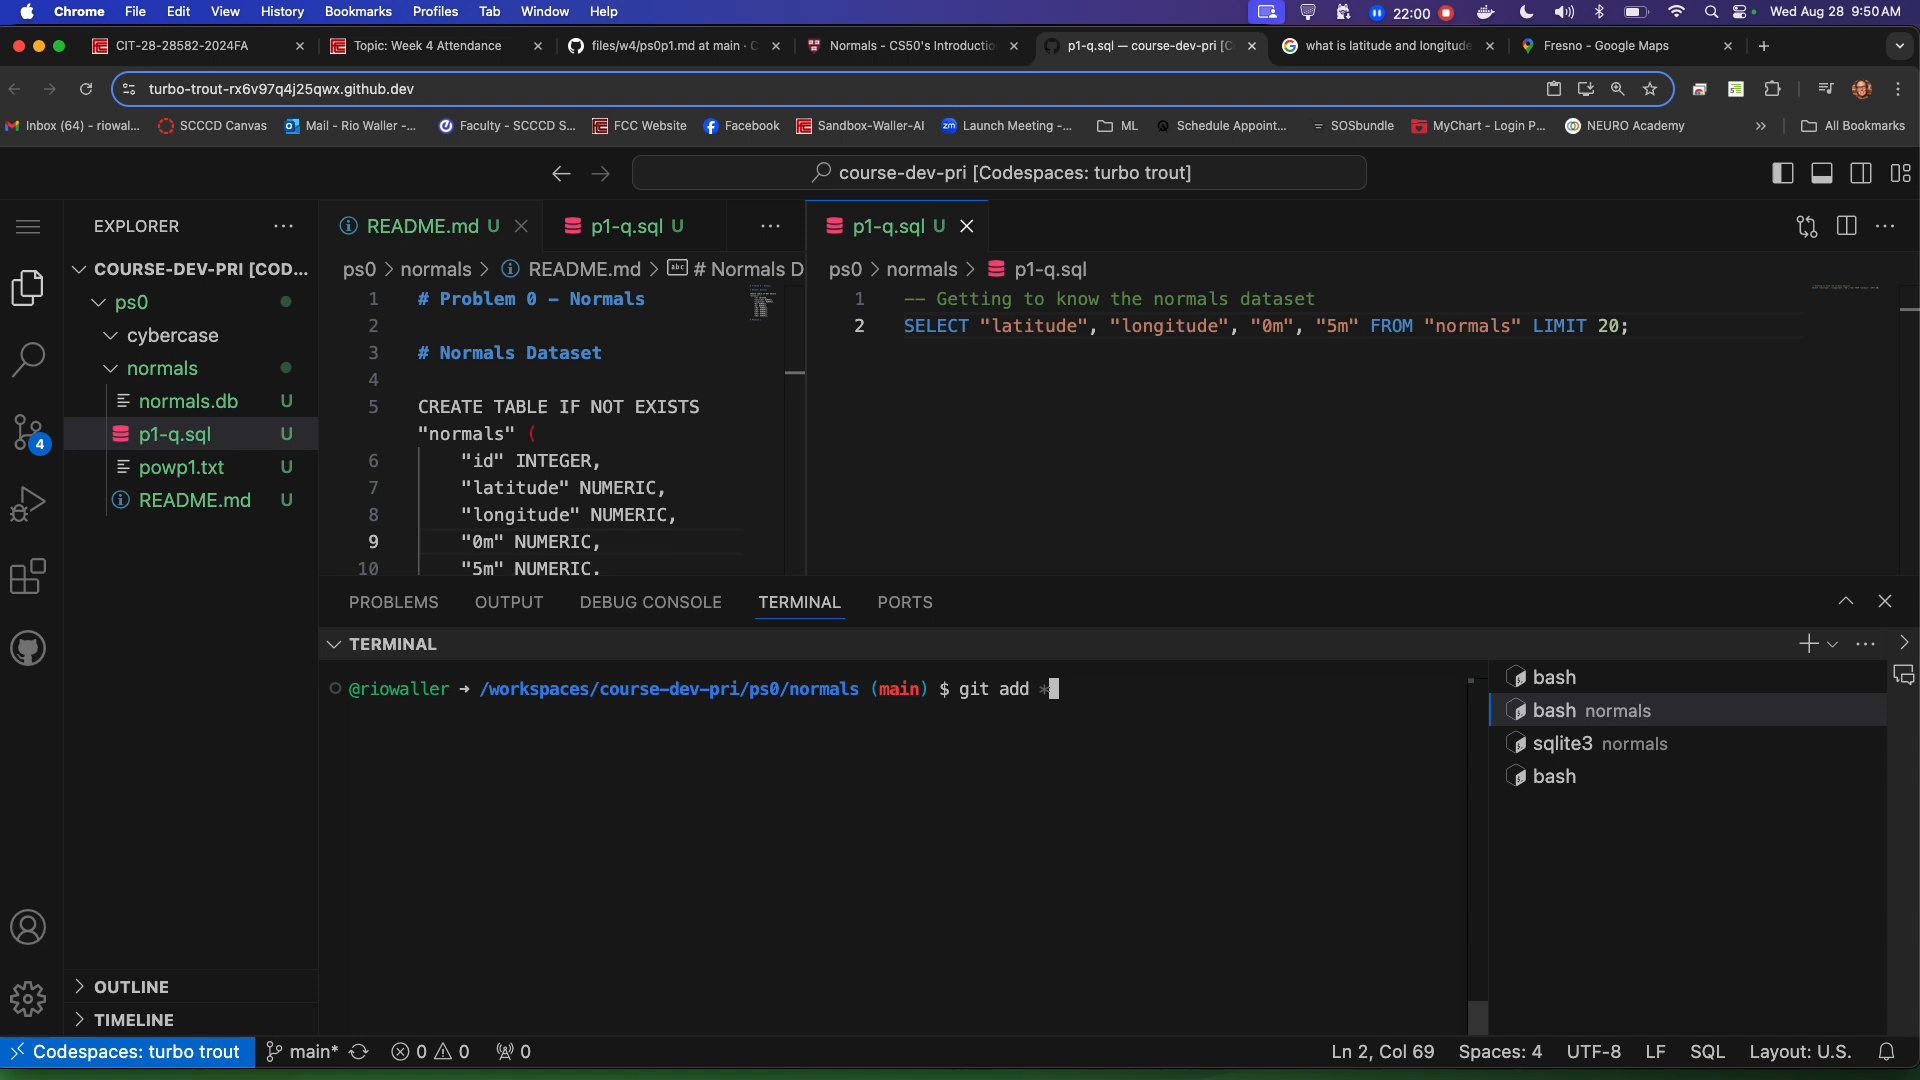 Chrome File Edit View History Bookmarks Profiles Tab Window Help 22:00 Wed Aug 28 9:50 AM
CIT-28-28582-2024FA Topic: Week 4 Attendance files/w4/ps0p1.md at main · C Normals - CS50's Introductio p1-q.sql — course-dev-pri [C what is latitude and longitude Fresno - Google Maps
turbo-trout-rx6v97q4j25qwx.github.dev
Inbox (64) - riowal... SCCCD Canvas Mail - Rio Waller -... Faculty - SCCCD S... FCC Website Facebook Sandbox-Waller-AI Launch Meeting -... ML Schedule Appoint... SOSbundle MyChart - Login P... NEURO Academy » All Bookmarks
course-dev-pri [Codespaces: turbo trout]
EXPLORER ···
COURSE-DEV-PRI [COD...
ps0
cybercase
normals
normals.db U
p1-q.sql U
powp1.txt U
README.md U
4
OUTLINE
TIMELINE
README.md U p1-q.sql U ···
ps0 > normals > README.md > abc # Normals D
1 # Problem 0 - Normals
2
3 # Normals Dataset
4
5 CREATE TABLE IF NOT EXISTS
"normals" (
6 "id" INTEGER,
7 "latitude" NUMERIC,
8 "longitude" NUMERIC,
9 "0m" NUMERIC,
10 "5m" NUMERIC,
p1-q.sql U
ps0 > normals > p1-q.sql
1 -- Getting to know the normals dataset
2 SELECT "latitude", "longitude", "0m", "5m" FROM "normals" LIMIT 20;
PROBLEMS OUTPUT DEBUG CONSOLE TERMINAL PORTS
TERMINAL
@riowaller → /workspaces/course-dev-pri/ps0/normals (main) $ git add *
bash
bash normals
sqlite3 normals
bash
Codespaces: turbo trout main* 0 0 0 Ln 2, Col 69 Spaces: 4 UTF-8 LF SQL Layout: U.S.